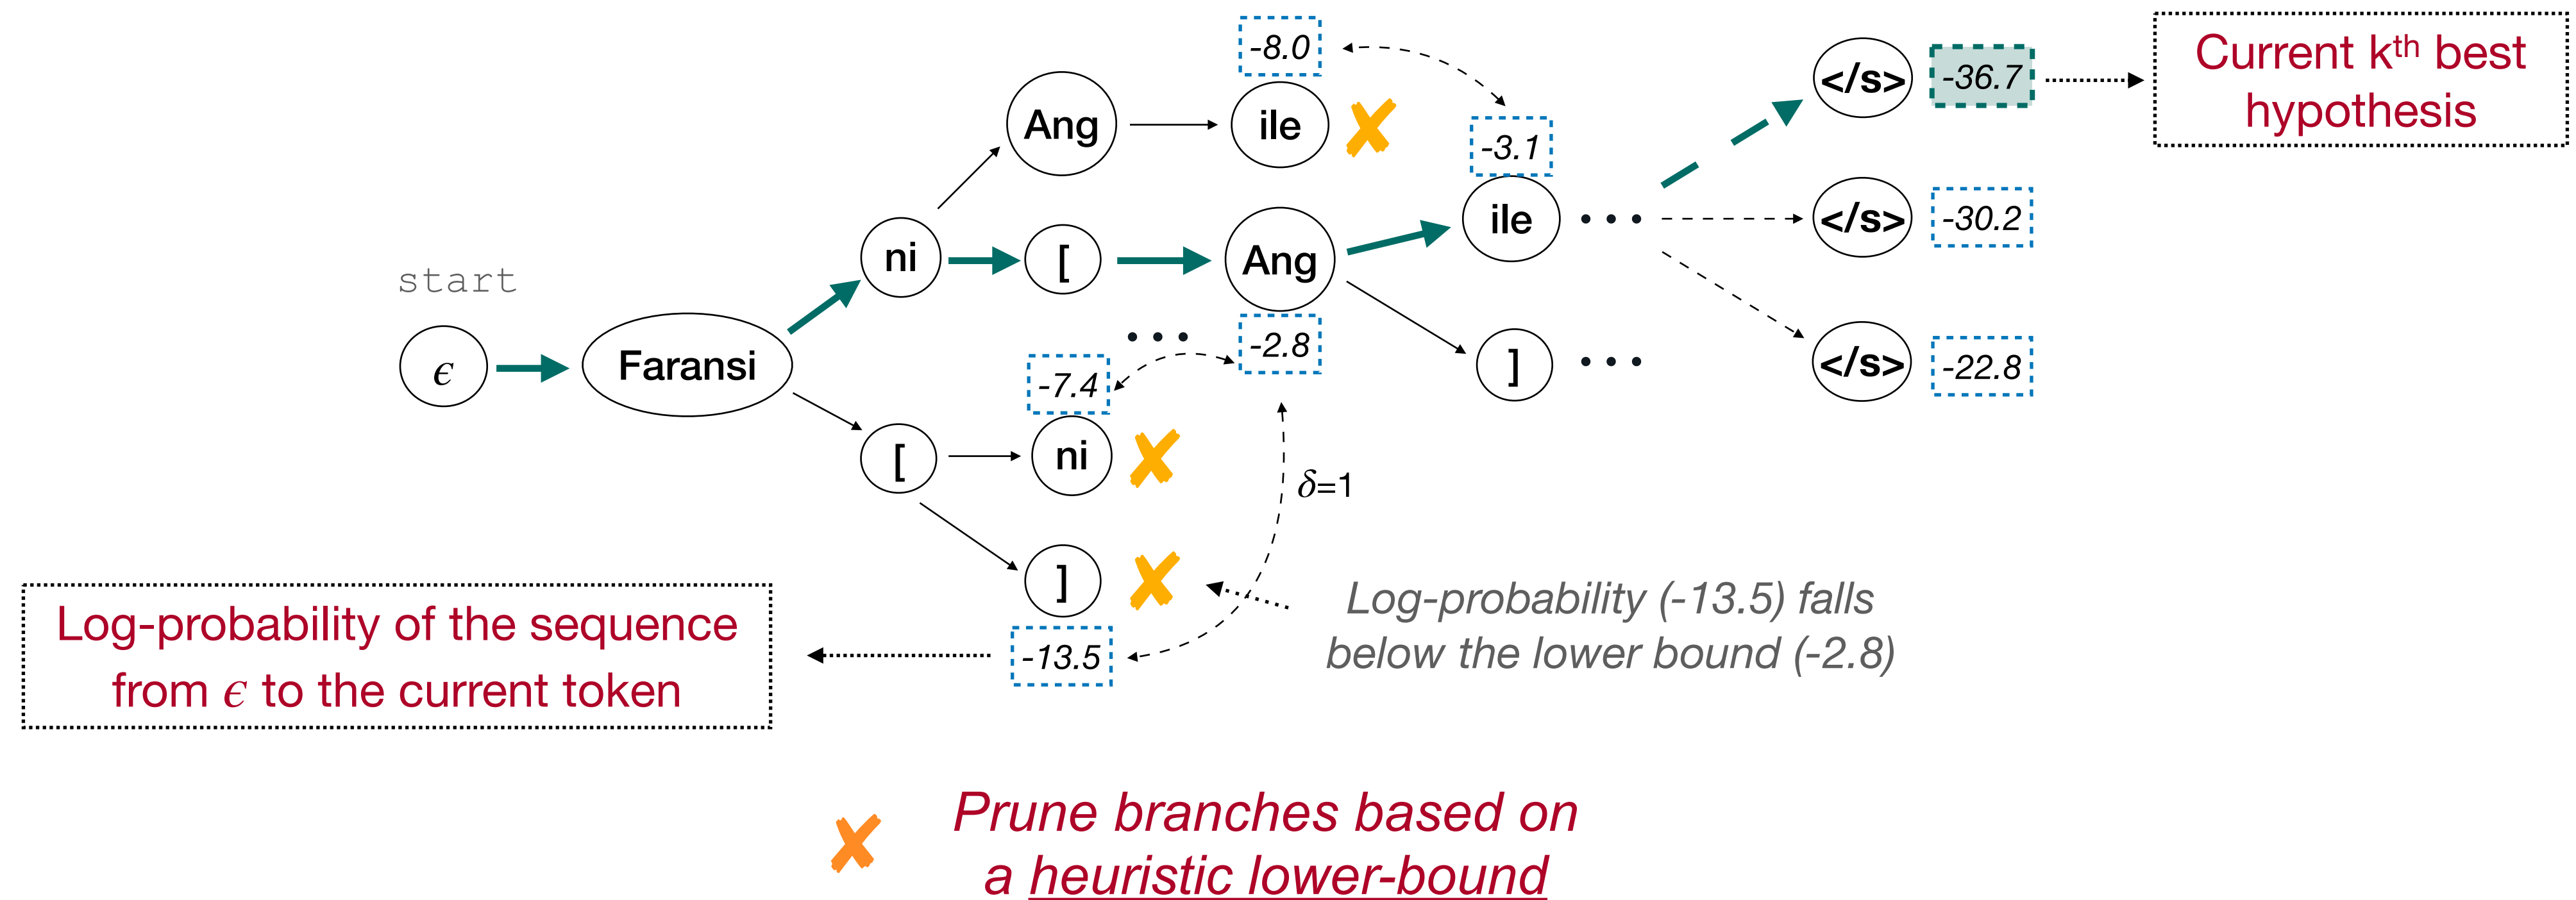 -8.0
</s>
-36.7
Current kth best
hypothesis
Ang
ile
✘
-3.1
ni
[
Ang
ile
• • •
</s>
-30.2
start
ϵ
Faransi
• • •
-2.8
]
• • •
</s>
-22.8
-7.4
[
ni
✘
δ=1
]
✘
-13.5
Log-probability (-13.5) falls
below the lower bound (-2.8)
Log-probability of the sequence
from ϵ to the current token
✘
Prune branches based on
a heuristic lower-bound